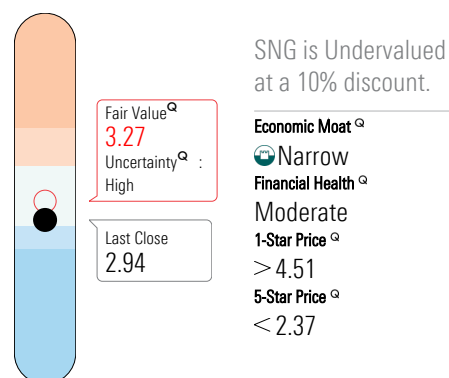 Fair Value Q
3.27
Uncertainty Q :
High
Last Close
2.94
SNG is Undervalued
at a 10% discount.
Economic Moat Q
Narrow
Financial Health Q
Moderate
1-Star Price Q
>4.51
5-Star Price Q
<2.37